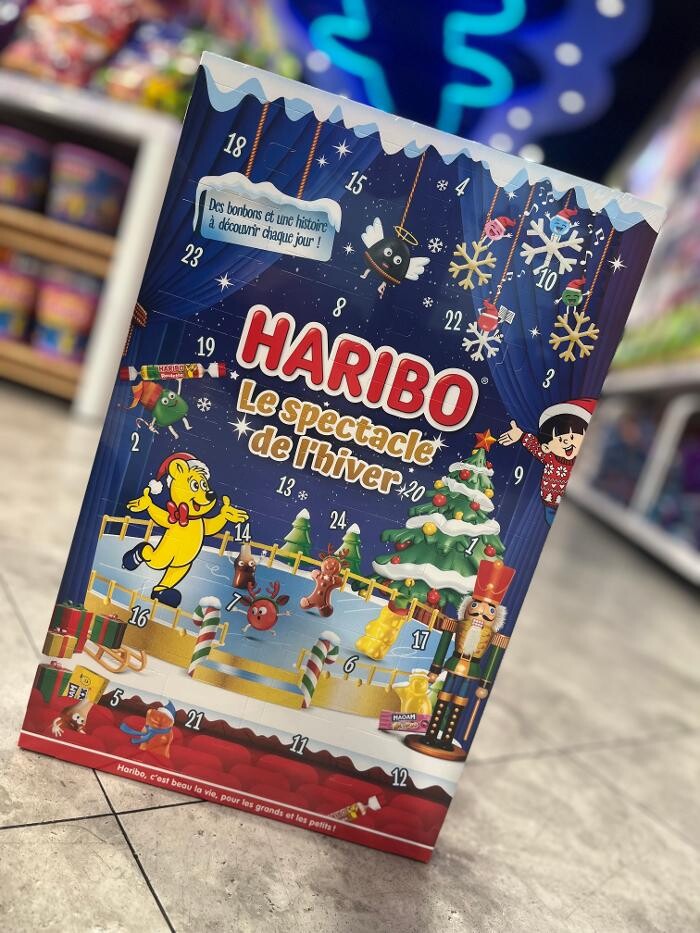 18
15
4
Des bonbons et une histoire
à découvrir chaque jour !
23
10
8
22
HARIBO®
19
3
HARIBO
Roulette
Le spectacle
de l'hiver
2
9
13
20
24
14
1
7
16
17
6
MAOAM
5
21
11
12
Haribo, c'est beau la vie, pour les grands et les petits !